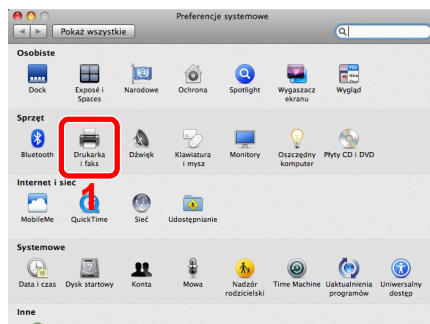 Preferencje systemowe
Pokaż wszystkie
Osobiste
Dock
Exposé i
Spaces
Narodowe
Ochrona
Spotlight
Wygaszacz
ekranu
Wygląd
Sprzęt
Bluetooth
Drukarka
i faks
Dźwięk
Klawiatura
i mysz
Monitory
Oszczędny
komputer
Płyty CD i DVD
Internet i sieć
1
MobileMe
QuickTime
Sieć
Udostępnianie
Systemowe
Data i czas
Dysk startowy
Konta
Mowa
Nadzór
rodzicielski
Time Machine
Uaktualnienia
programów
Uniwersalny
dostęp
Inne